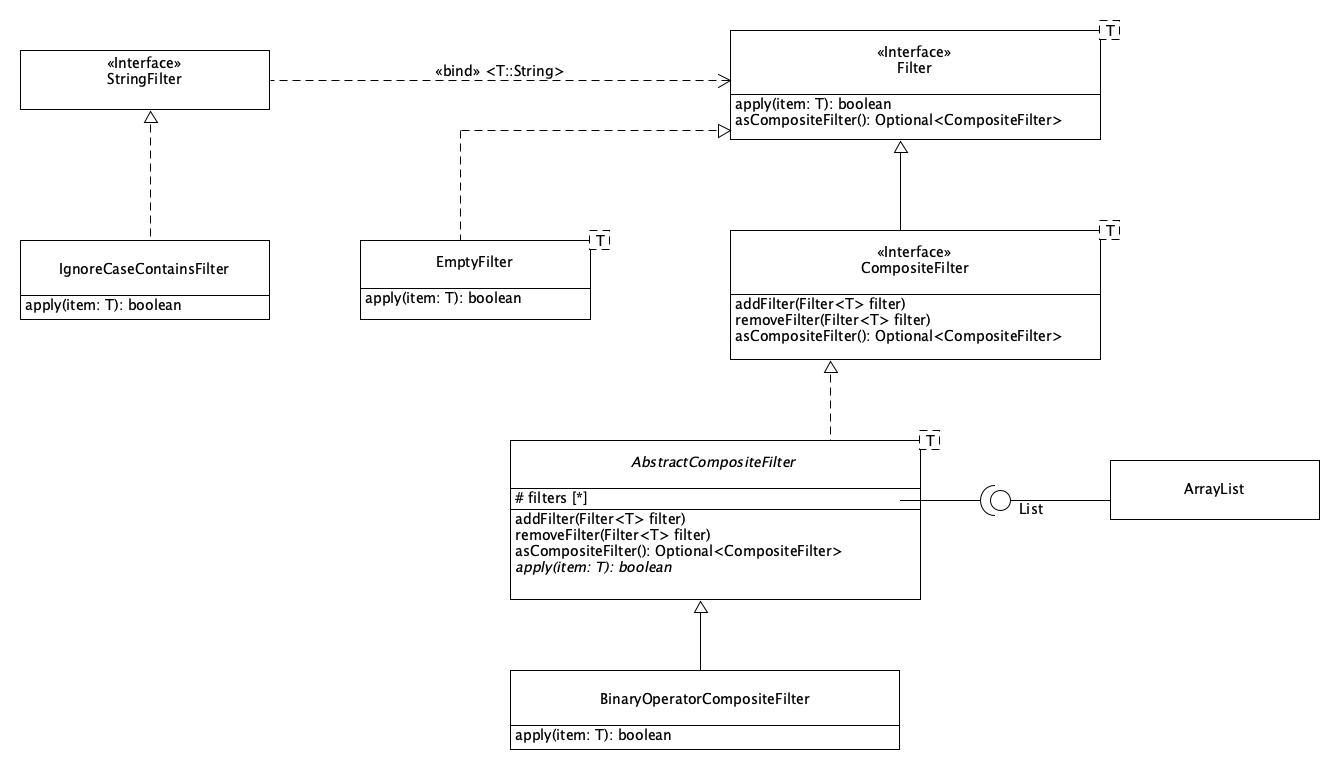 «Interface»
StringFilter
«bind» <T::String>
T
«Interface»
Filter
apply(item: T): boolean
asCompositeFilter(): Optional<CompositeFilter>
IgnoreCaseContainsFilter
apply(item: T): boolean
T
EmptyFilter
apply(item: T): boolean
T
«Interface»
CompositeFilter
addFilter(Filter<T> filter)
removeFilter(Filter<T> filter)
asCompositeFilter(): Optional<CompositeFilter>
T
AbstractCompositeFilter
# filters [*]
addFilter(Filter<T> filter)
removeFilter(Filter<T> filter)
asCompositeFilter(): Optional<CompositeFilter>
apply(item: T): boolean
List
ArrayList
BinaryOperatorCompositeFilter
apply(item: T): boolean